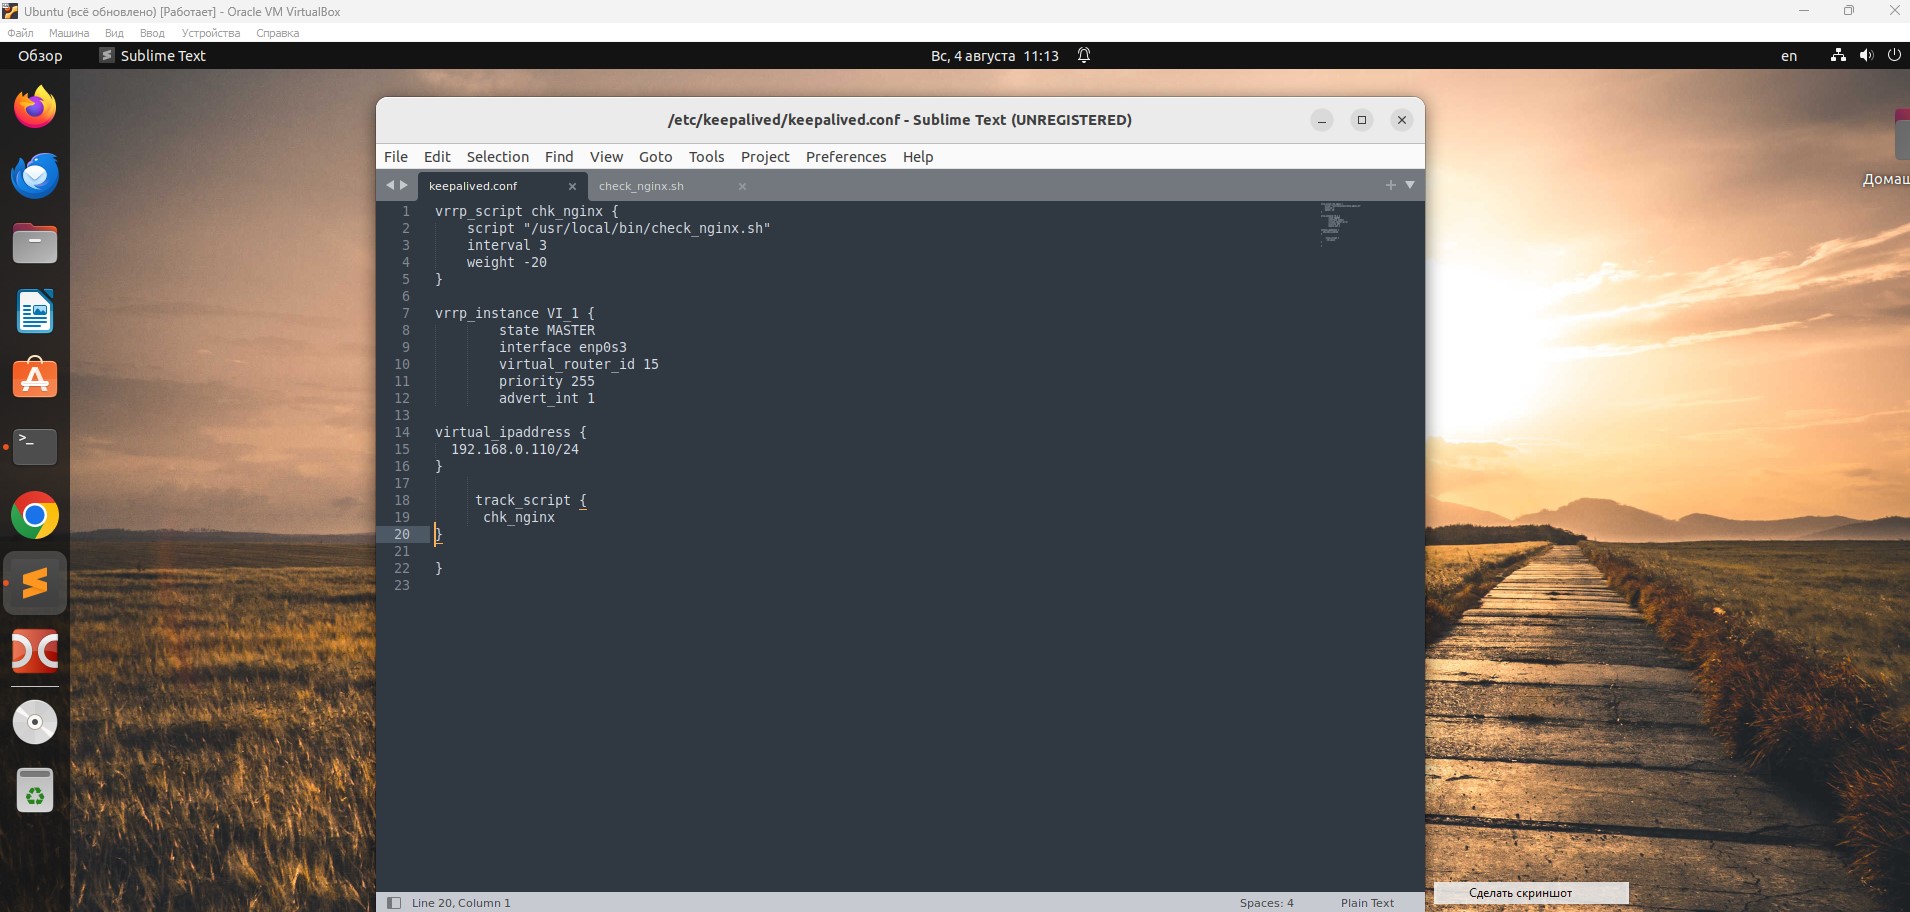 Ubuntu (всё обновлено) [Работает] - Oracle VM VirtualBox
Файл Машина Вид Ввод Устройства Справка
Обзор Sublime Text Вс, 4 августа 11:13 en
/etc/keepalived/keepalived.conf - Sublime Text (UNREGISTERED)
File Edit Selection Find View Goto Tools Project Preferences Help
keepalived.conf check_nginx.sh
1 vrrp_script chk_nginx {
2 script "/usr/local/bin/check_nginx.sh"
3 interval 3
4 weight -20
5 }
6
7 vrrp_instance VI_1 {
8 state MASTER
9 interface enp0s3
10 virtual_router_id 15
11 priority 255
12 advert_int 1
13
14 virtual_ipaddress {
15 192.168.0.110/24
16 }
17
18 track_script {
19 chk_nginx
20 }
21
22 }
23
Домаш
Line 20, Column 1 Spaces: 4 Plain Text
Сделать скриншот